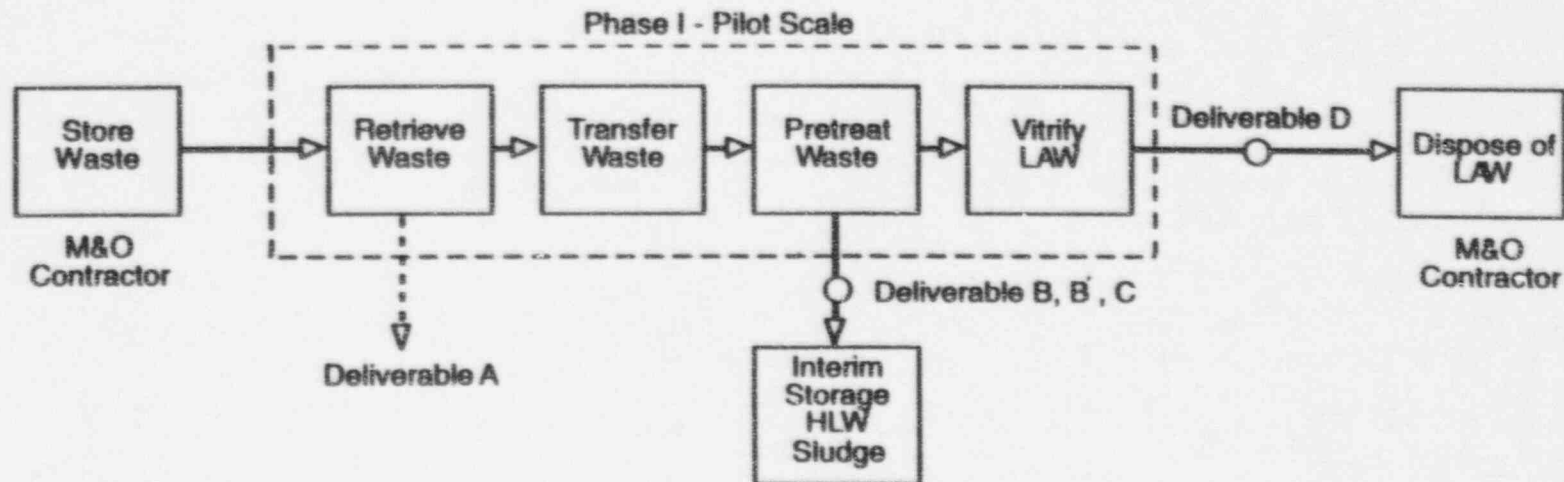 Phase I - Pilot Scale
Store
Waste
Retrieve
Waste
Transfer
Waste
Pretreat
Waste
Vitrify
LAW
Deliverable D
Dispose of
LAW
M&O
Contractor
M&O
Contractor
Deliverable B, B', C
Deliverable A
Interim
Storage
HLW
Sludge